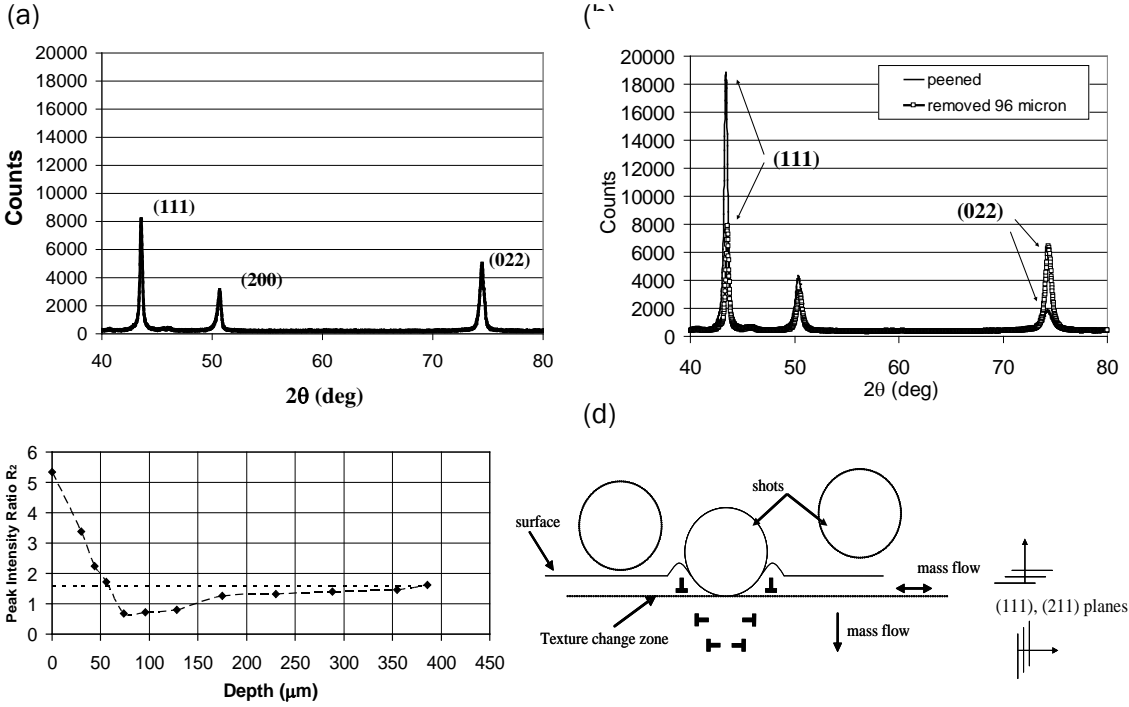 (a)
20000
18000
16000
14000
12000
10000
8000
6000
4000
2000
0
Counts
(111)
(200)
(022)
40 50 60 70 80
2θ (deg)
20000
18000
16000
14000
12000
10000
8000
6000
4000
2000
0
Counts
peened
removed 96 micron
(111)
(022)
40 50 60 70 80
2θ (deg)
6
5
4
3
2
1
0
Peak Intensity Ratio R₂
0 50 100 150 200 250 300 350 400 450
Depth (μm)
(d)
shots
surface
mass flow
(111), (211) planes
Texture change zone
mass flow